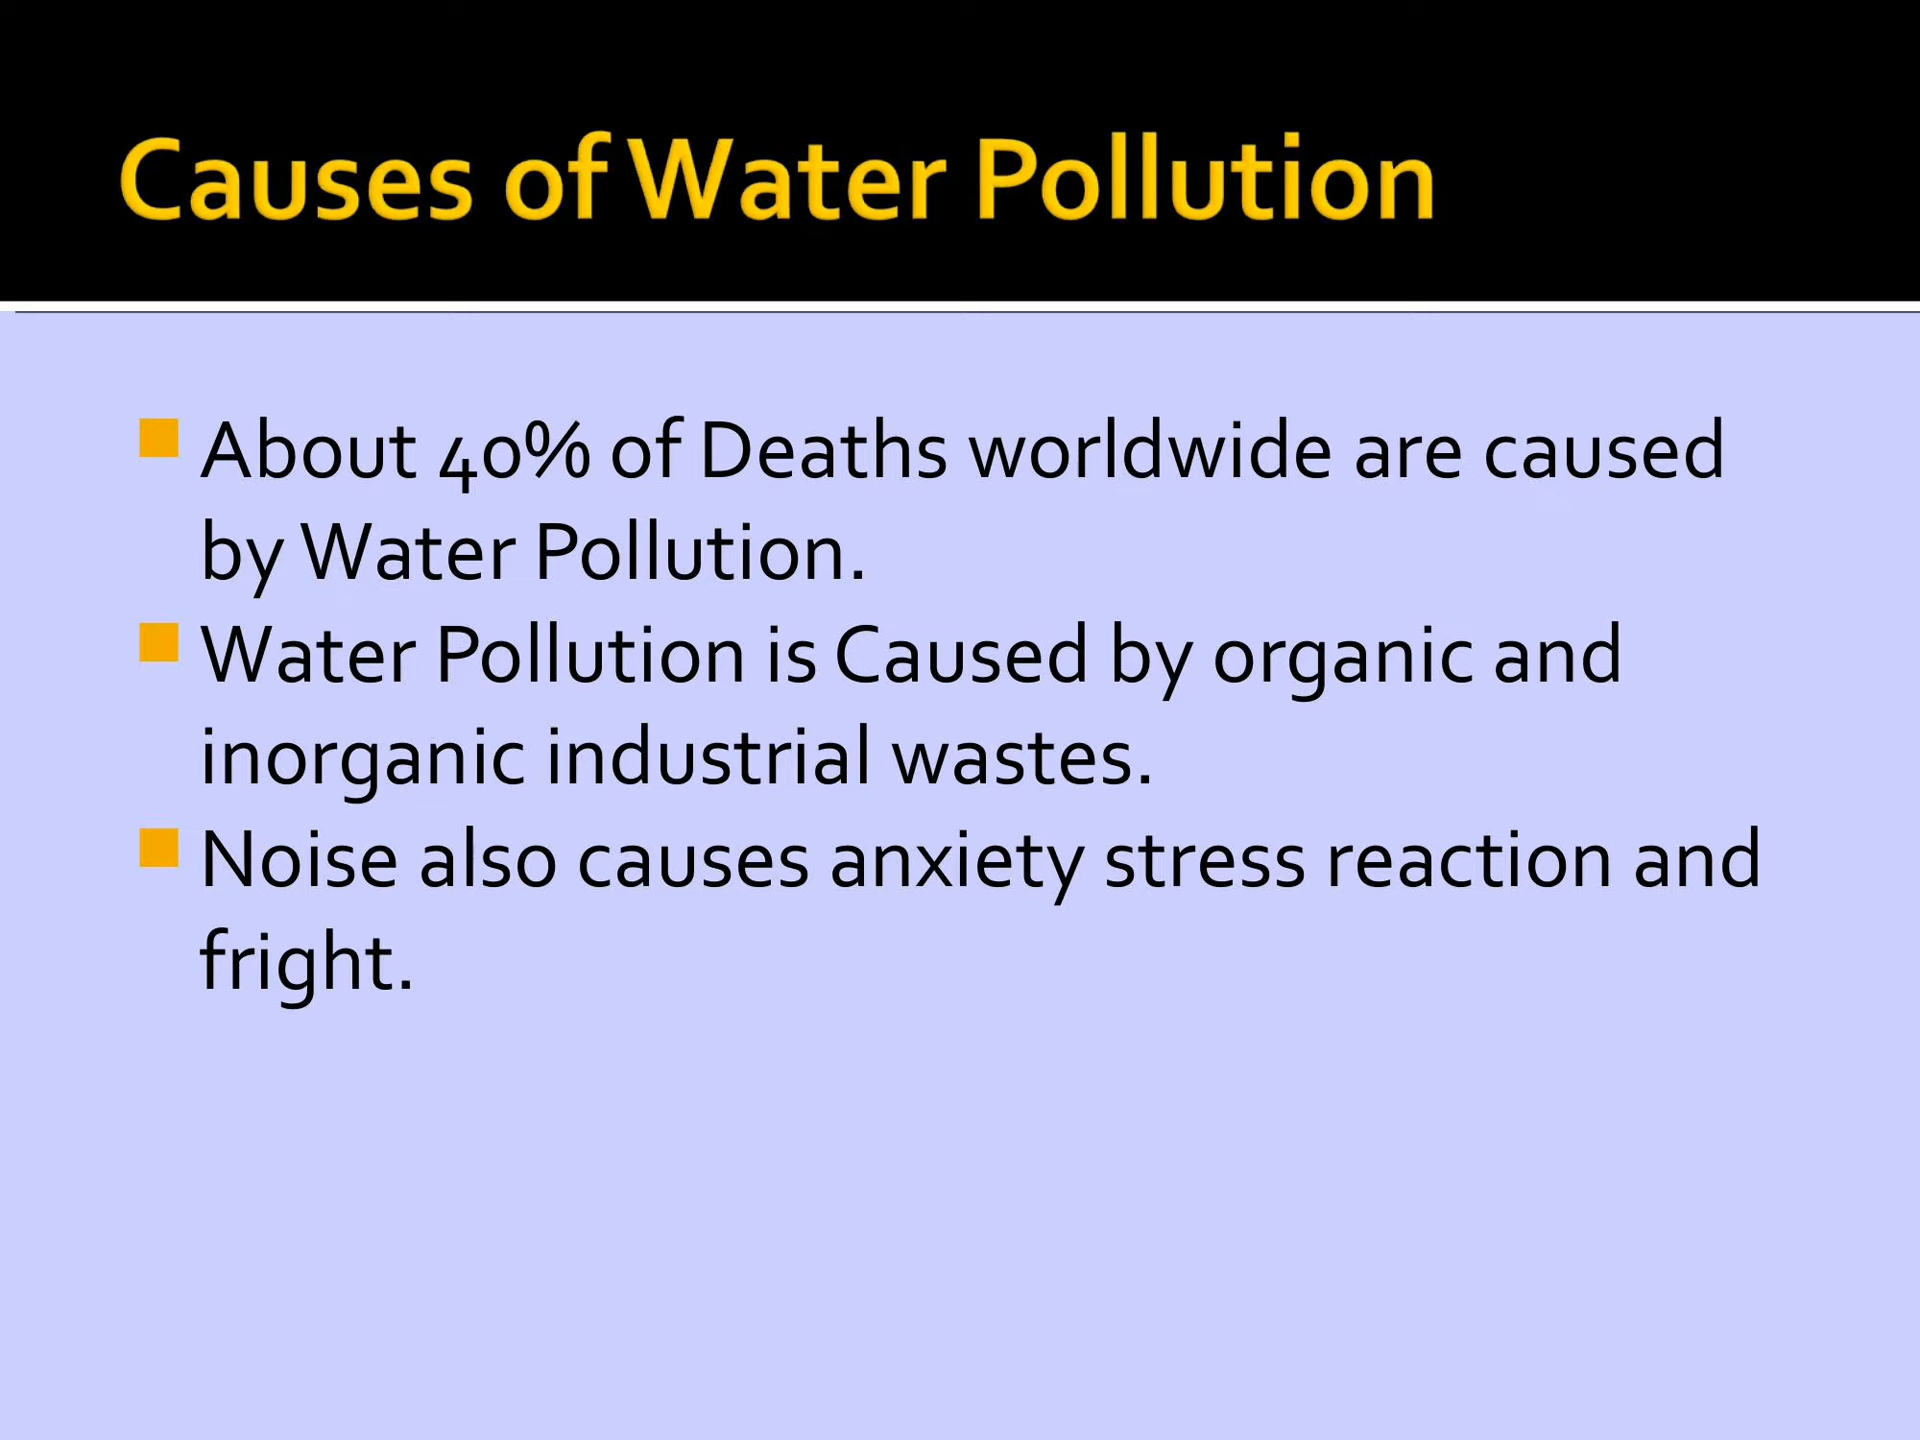 Causes of Water Pollution
About 40% of Deaths worldwide are caused
by Water Pollution.
Water Pollution is Caused by organic and
inorganic industrial wastes.
Noise also causes anxiety stress reaction and
fright.